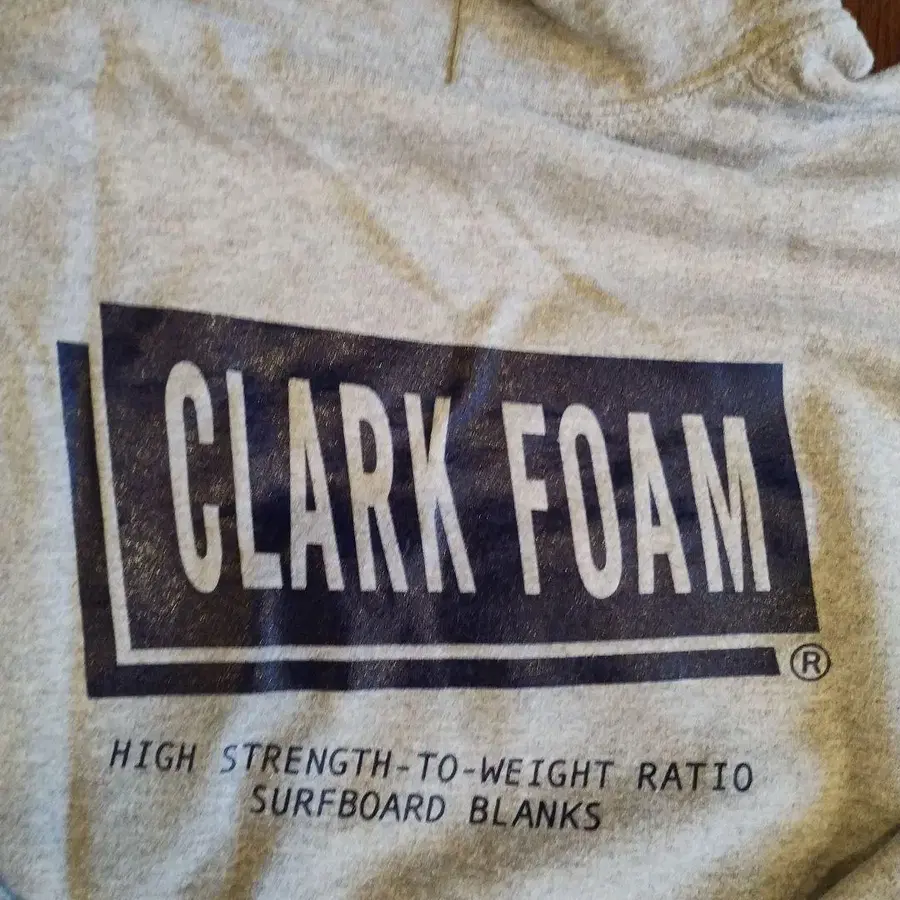 CLARK FOAM
®
HIGH STRENGTH-TO-WEIGHT RATIO
SURFBOARD BLANKS